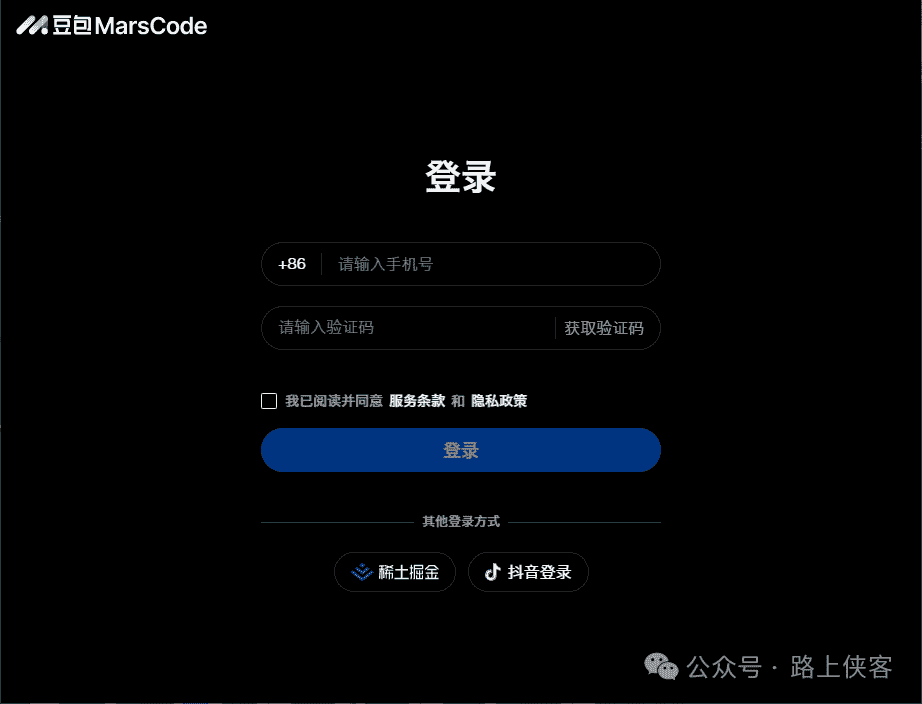 豆包MarsCode
登录
+86 请输入手机号
请输入验证码 获取验证码
我已阅读并同意 服务条款 和 隐私政策
登录
其他登录方式
稀土掘金 抖音登录
公众号 · 路上侠客